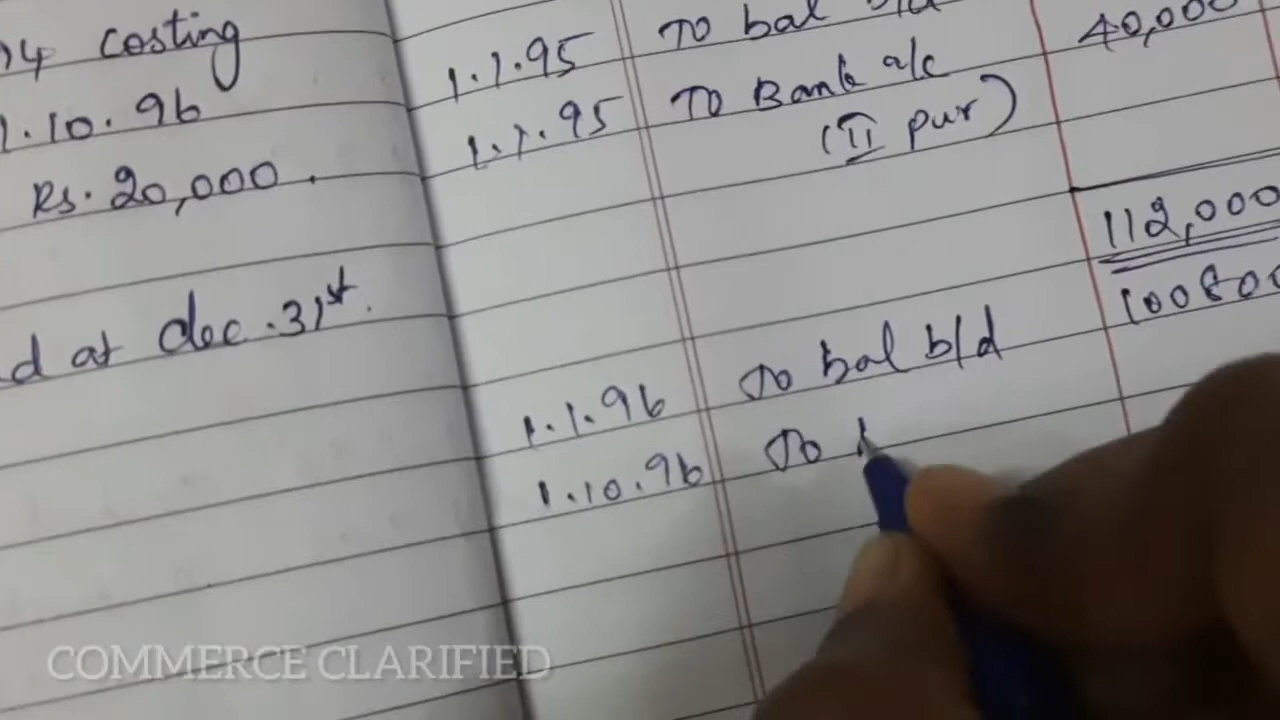 costing
1.10.96
Rs. 20,000.
d at dec. 31st.
1.1.95 To bal 40,000
1.1.95 To Bank a/c
(II pur)
112,000
100800
1.1.96 To bal b/d
1.10.96 To
COMMERCE CLARIFIED